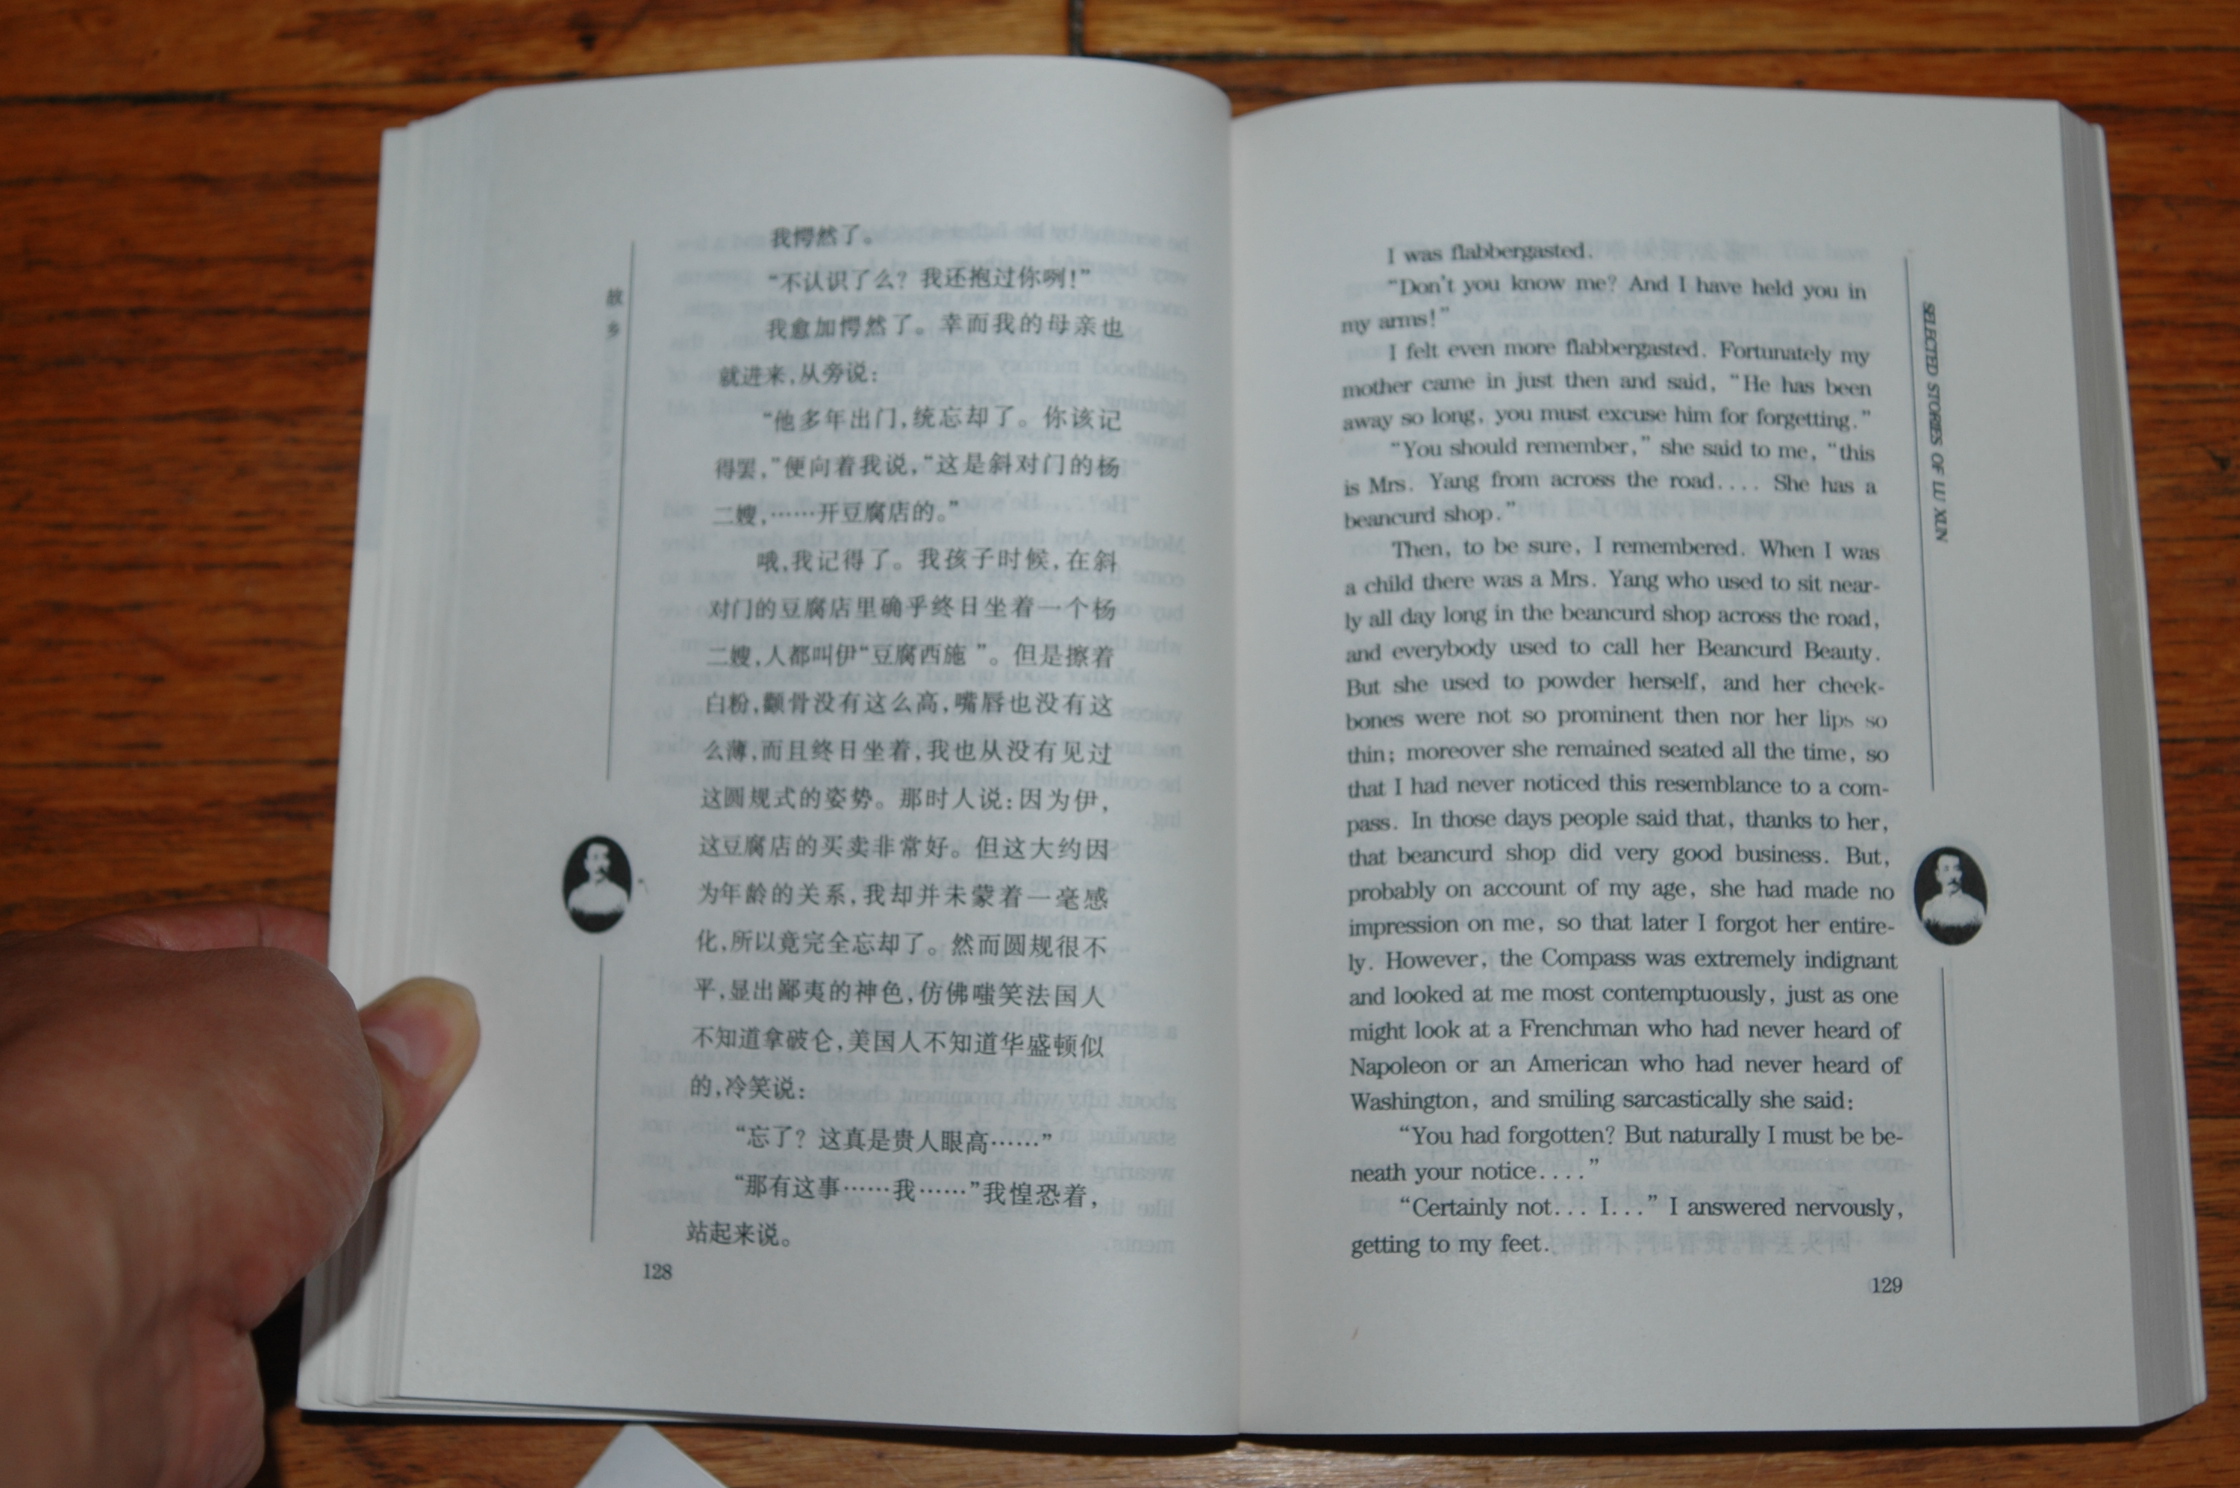 故
乡
我愕然了。
“不认识了么？我还抱过你咧！”
我愈加愕然了。幸而我的母亲也
就进来，从旁说：
“他多年出门，统忘却了。你该记
得罢，”便向着我说，“这是斜对门的杨
二嫂，……开豆腐店的。”
哦，我记得了。我孩子时候，在斜
对门的豆腐店里确乎终日坐着一个杨
二嫂，人都叫伊“豆腐西施”。但是擦着
白粉，颧骨没有这么高，嘴唇也没有这
么薄，而且终日坐着，我也从没有见过
这圆规式的姿势。那时人说：因为伊，
这豆腐店的买卖非常好。但这大约因
为年龄的关系，我却并未蒙着一毫感
化，所以竟完全忘却了。然而圆规很不
平，显出鄙夷的神色，仿佛嗤笑法国人
不知道拿破仑，美国人不知道华盛顿似
的，冷笑说：
“忘了？这真是贵人眼高……”
“那有这事……我……”我惶恐着，
站起来说。
128
SELECTED STORIES OF LU XUN
I was flabbergasted.
“Don't you know me? And I have held you in
my arms!”
I felt even more flabbergasted. Fortunately my
mother came in just then and said, “He has been
away so long, you must excuse him for forgetting.”
“You should remember,” she said to me, “this
is Mrs. Yang from across the road.... She has a
beancurd shop.”
Then, to be sure, I remembered. When I was
a child there was a Mrs. Yang who used to sit near-
ly all day long in the beancurd shop across the road,
and everybody used to call her Beancurd Beauty.
But she used to powder herself, and her cheek-
bones were not so prominent then nor her lips so
thin; moreover she remained seated all the time, so
that I had never noticed this resemblance to a com-
pass. In those days people said that, thanks to her,
that beancurd shop did very good business. But,
probably on account of my age, she had made no
impression on me, so that later I forgot her entire-
ly. However, the Compass was extremely indignant
and looked at me most contemptuously, just as one
might look at a Frenchman who had never heard of
Napoleon or an American who had never heard of
Washington, and smiling sarcastically she said:
“You had forgotten? But naturally I must be be-
neath your notice....”
“Certainly not... I...” I answered nervously,
getting to my feet.
129